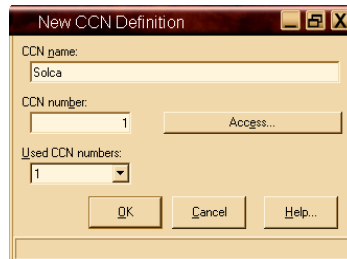 New CCN Definition
CCN name:
Solca
CCN number:
1
Access...
Used CCN numbers:
1
OK
Cancel
Help...